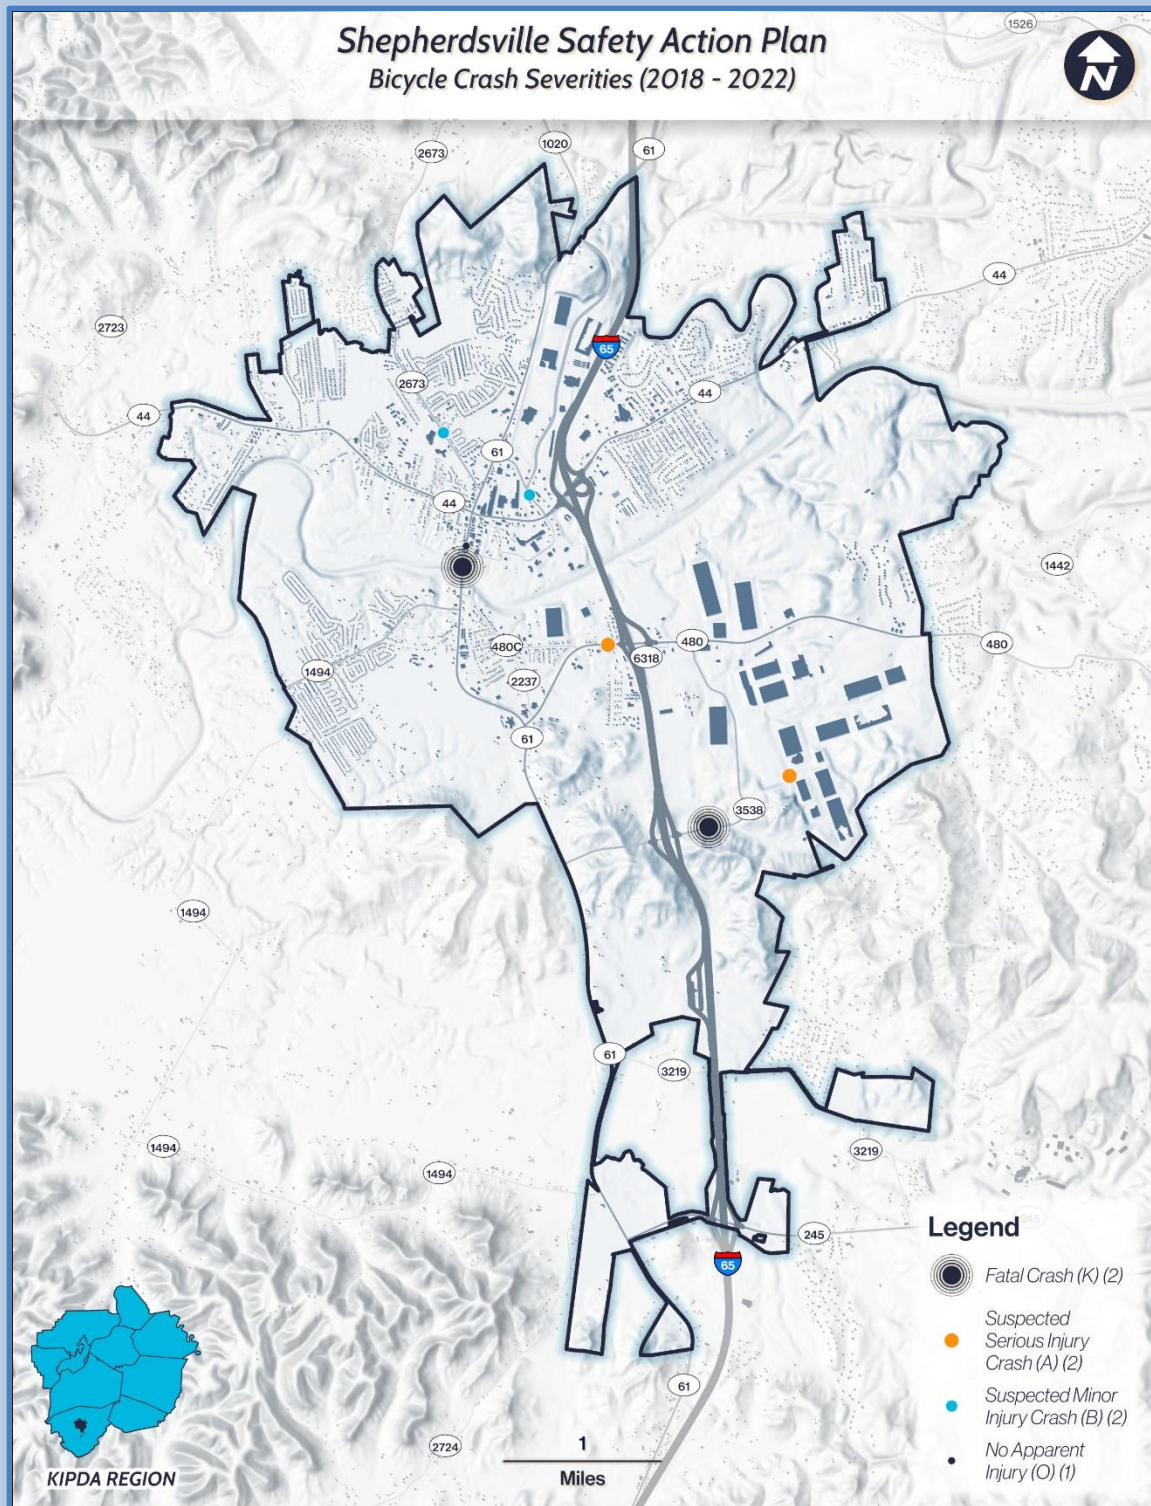 Shepherdsville Safety Action Plan
Bicycle Crash Severities (2018 - 2022)
N
1526
2673
1020
61
44
2723
65
2673
44
44
61
44
1442
480C
6318
480
480
1494
2237
61
3538
1494
61
3219
1494
1494
3219
245
65
61
2724
Legend
Fatal Crash (K) (2)
Suspected
Serious Injury
Crash (A) (2)
Suspected Minor
Injury Crash (B) (2)
No Apparent
Injury (O) (1)
1
Miles
KIPDA REGION